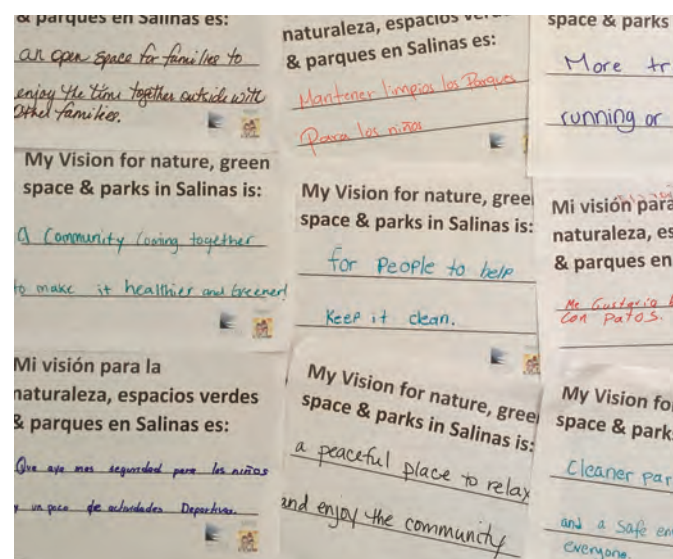 & parques en Salinas es:
an open space for families to
enjoy the time together outside with
other families.
naturaleza, espacios verdes
& parques en Salinas es:
Mantener limpios los Parques
Para los niños
space & parks
More tr
running or
My Vision for nature, green
space & parks in Salinas is:
a Community Coming together
to make it healthier and Greener!
My Vision for nature, gree
space & parks in Salinas is:
for People to help
Keep it clean.
Mi visión para
naturaleza, es
& parques en
Me Gustaria
Con Patos.
Mi visión para la
naturaleza, espacios verdes
& parques en Salinas es:
Que aye mas seguredad para los niños
y un poco de actividades Deportivas.
My Vision for nature, gree
space & parks in Salinas is:
a peaceful place to relax
and enjoy the community
My Vision fo
space & park
Cleaner par
and a Safe en
everyone.